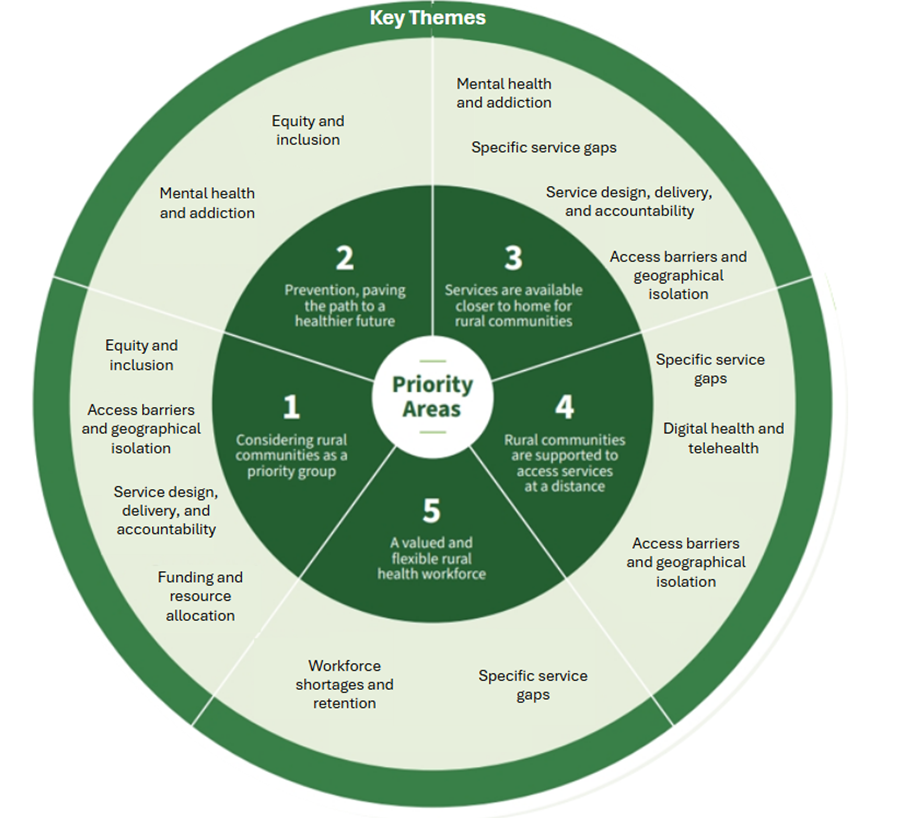 Key Themes
Mental health
and addiction
Specific service gaps
Service design, delivery,
and accountability
Access barriers and
geographical
isolation
Equity and
inclusion
Mental health
and addiction
2
Prevention, paving
the path to a
healthier future
3
Services are available
closer to home for
rural communities
Priority
Areas
Equity and
inclusion
Access barriers
and geographical
isolation
Service design,
delivery, and
accountability
Funding and
resource
allocation
1
Considering rural
communities as a
priority group
4
Rural communities
are supported to
access services
at a distance
Specific service
gaps
Digital health and
telehealth
Access barriers
and geographical
isolation
5
A valued and
flexible rural
health workforce
Workforce
shortages and
retention
Specific service
gaps